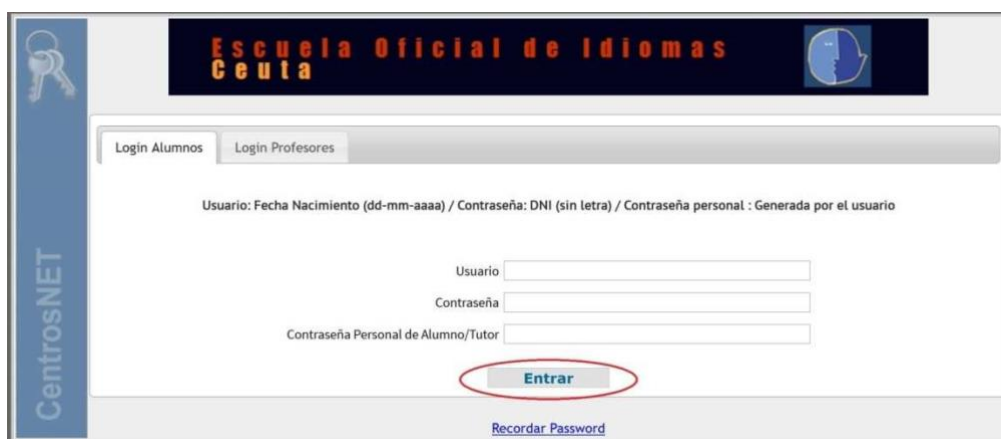 Escuela Oficial de Idiomas
Ceuta
CentrosNET
Login Alumnos
Login Profesores
Usuario: Fecha Nacimiento (dd-mm-aaaa) / Contraseña: DNI (sin letra) / Contraseña personal : Generada por el usuario
Usuario
Contraseña
Contraseña Personal de Alumno/Tutor
Entrar
Recordar Password